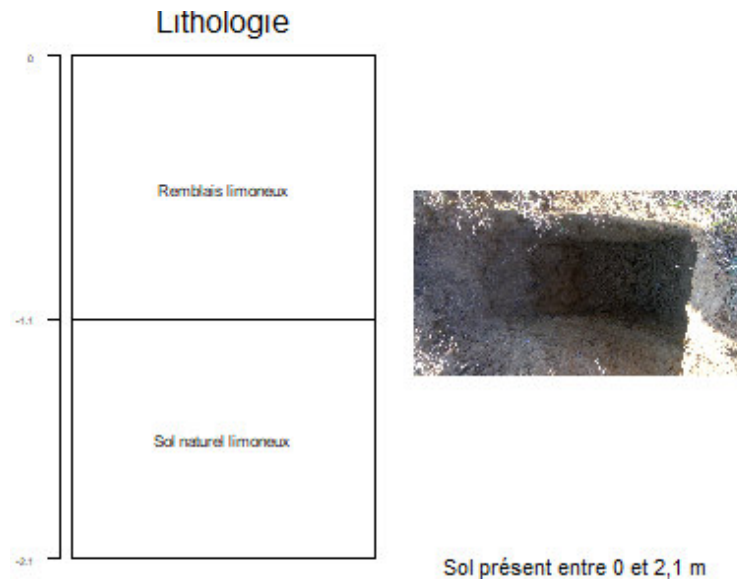 Lithologie
0
Remblais limoneux
-1.1
Sol naturel limoneux
-2.1
Sol présent entre 0 et 2,1 m